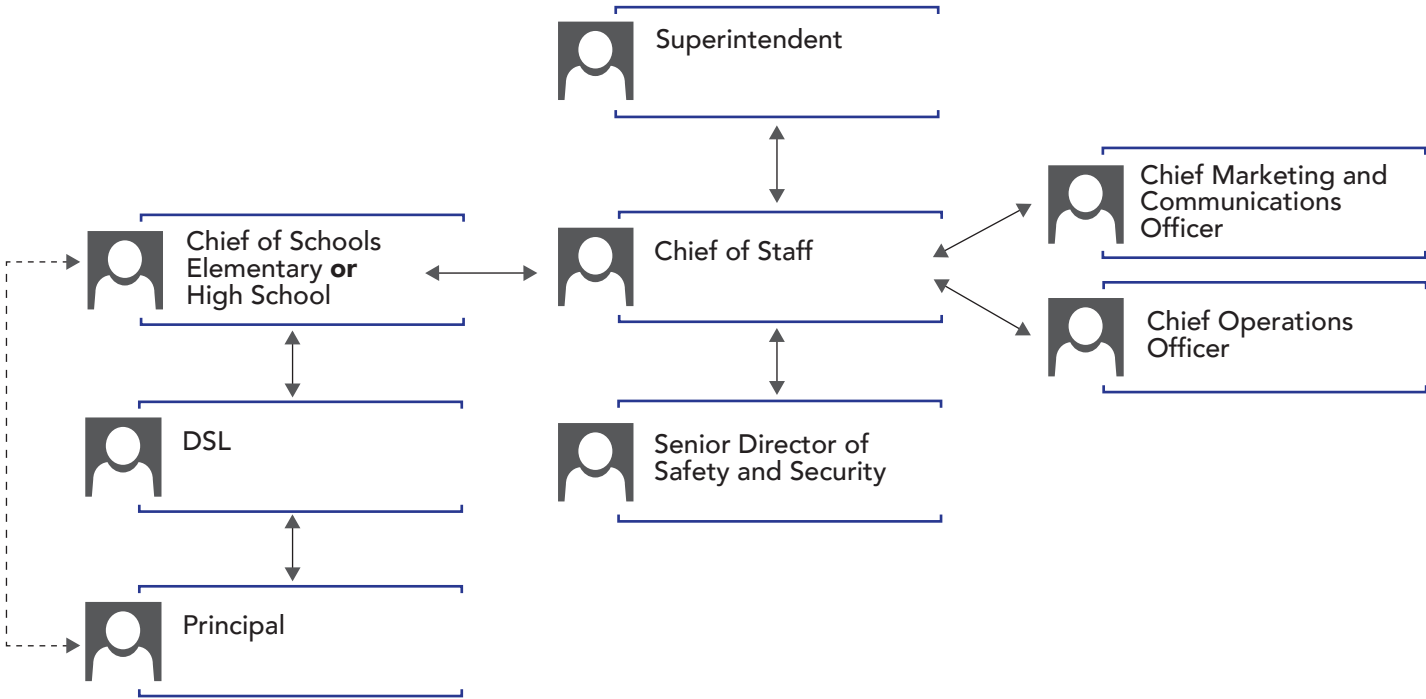 Superintendent
Chief Marketing and
Communications
Officer
Chief of Schools
Elementary or
High School
Chief of Staff
Chief Operations
Officer
DSL
Senior Director of
Safety and Security
Principal